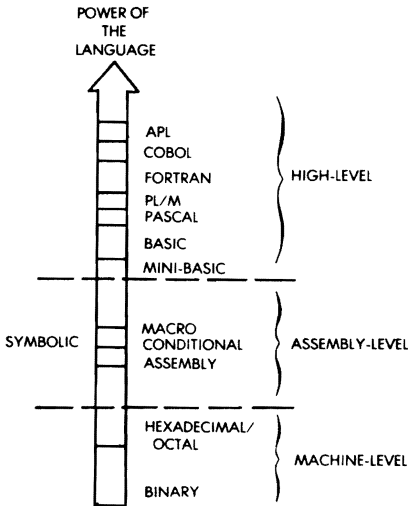 POWER OF
THE
LANGUAGE
APL
COBOL
FORTRAN
HIGH-LEVEL
PL/M
PASCAL
BASIC
MINI-BASIC
MACRO
SYMBOLIC
CONDITIONAL
ASSEMBLY-LEVEL
ASSEMBLY
HEXADECIMAL/
OCTAL
MACHINE-LEVEL
BINARY